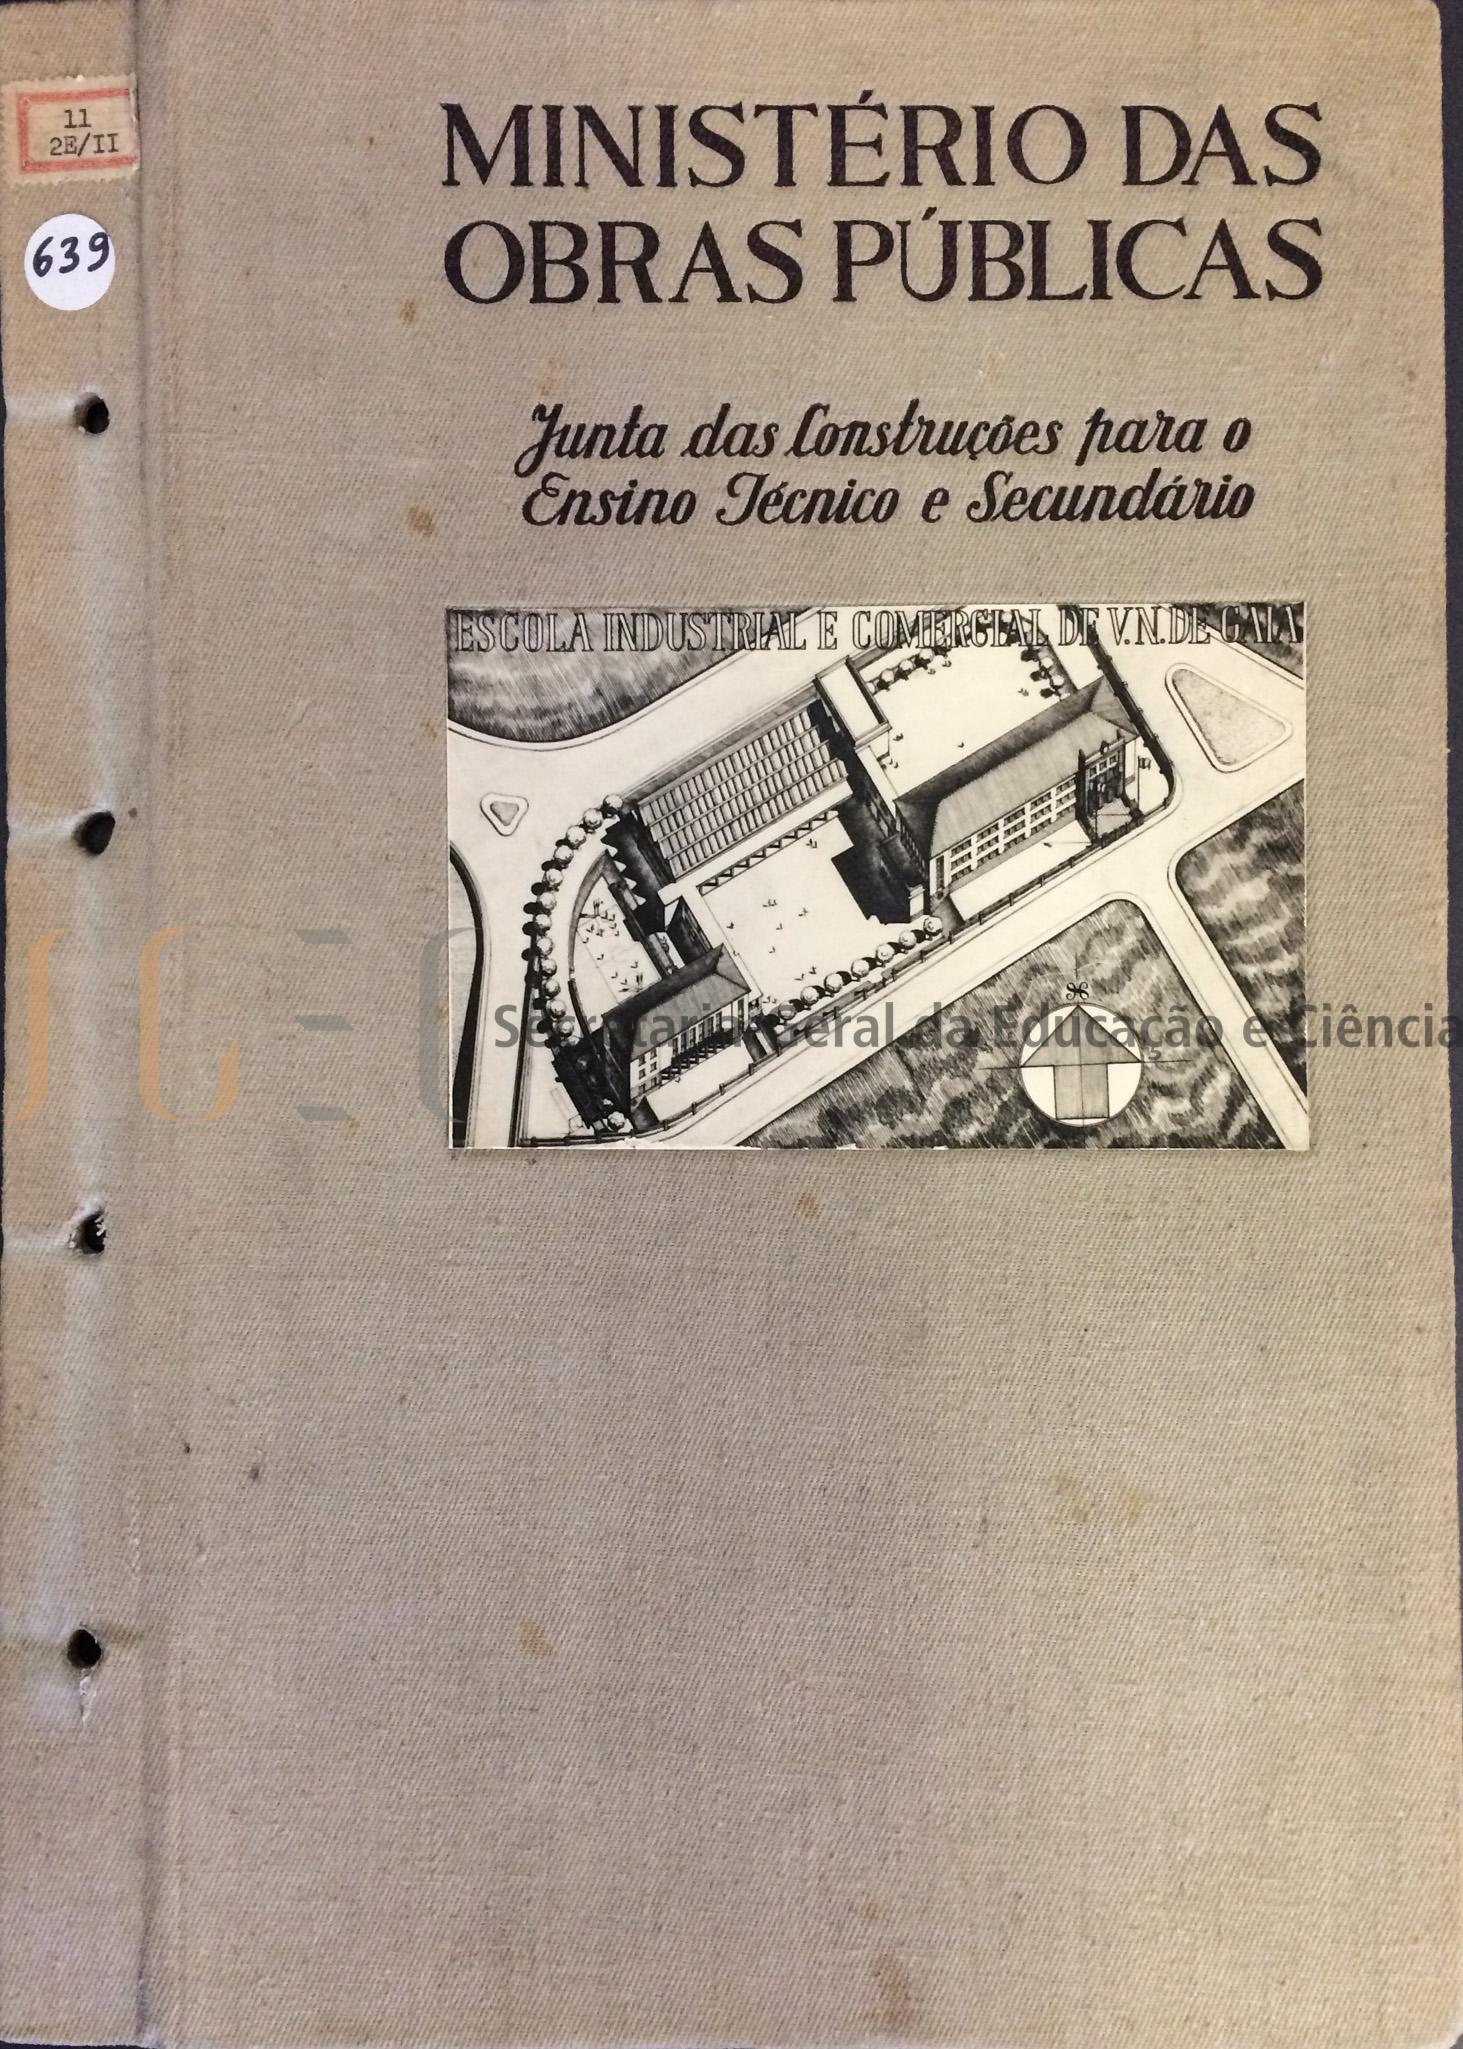 11
2E/II
639
MINISTÉRIO DAS
OBRAS PÚBLICAS
Junta das Construções para o
Ensino Técnico e Secundário
ESCOLA INDUSTRIAL E COMERCIAL DE V.N.DE GAIA
Secretaria-Geral da Educação e Ciência